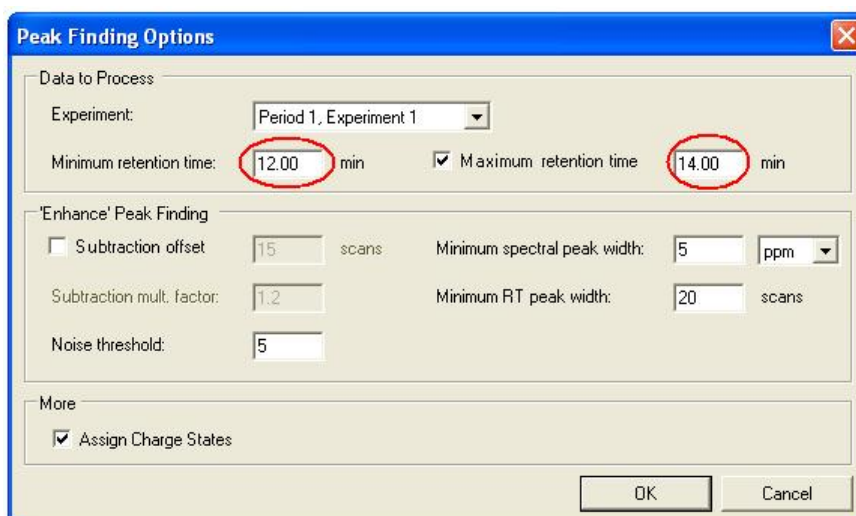 Peak Finding Options
Data to Process
Experiment: Period 1, Experiment 1
Minimum retention time: 12.00 min Maximum retention time 14.00 min
'Enhance' Peak Finding
Subtraction offset 15 scans Minimum spectral peak width: 5 ppm
Subtraction mult. factor: 1.2 Minimum RT peak width: 20 scans
Noise threshold: 5
More
Assign Charge States
OK Cancel